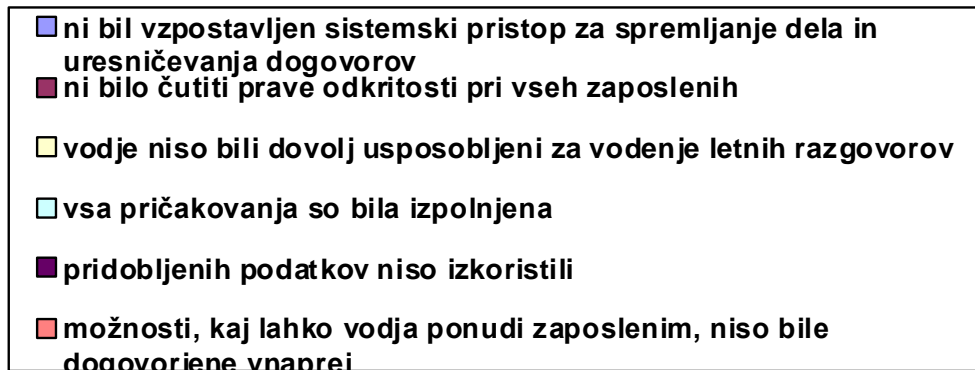 ni bil vzpostavljen sistemski pristop za spremljanje dela in
uresničevanja dogovorov
ni bilo čutiti prave odkritosti pri vseh zaposlenih
vodje niso bili dovolj usposobljeni za vodenje letnih razgovorov
vsa pričakovanja so bila izpolnjena
pridobljenih podatkov niso izkoristili
možnosti, kaj lahko vodja ponudi zaposlenim, niso bile
dogovorjene vnaprej